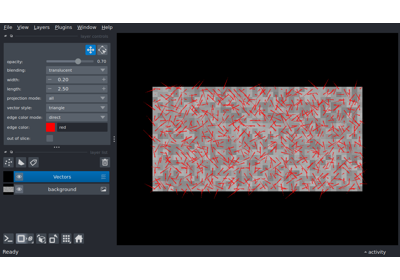 File View Layers Plugins Window Help
layer controls
opacity: 0.70
blending: translucent
width: - 0.20 +
length: - 2.50 +
projection mode: all
vector style: triangle
edge color mode: direct
edge color: red
out of slice:
layer list
Vectors
background
Ready activity